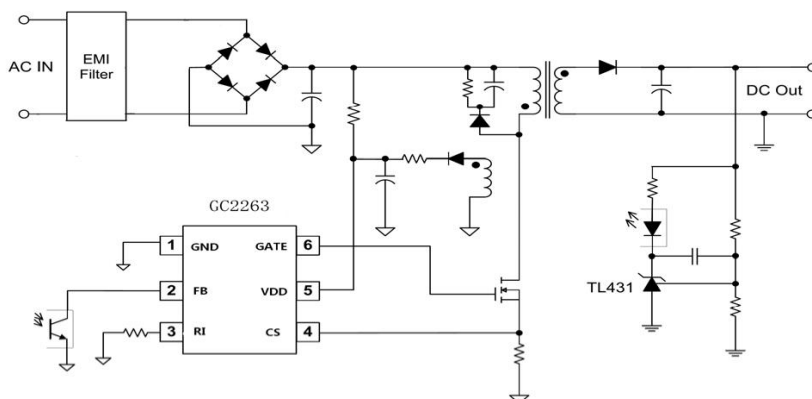 AC IN
EMI
Filter
DC Out
GC2263
1 GND
GATE 6
2 FB
VDD 5
TL431
3 RI
CS 4